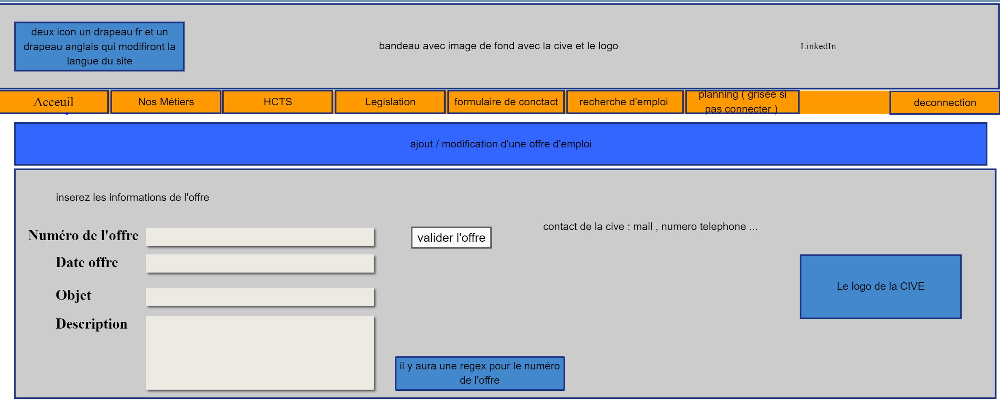 deux icon un drapeau fr et un
drapeau anglais qui modifiront la
langue du site
bandeau avec image de fond avec la cive et le logo
LinkedIn
Acceuil
Nos Métiers
HCTS
Legislation
formulaire de conctact
recherche d'emploi
planning ( grisée si
pas connecter )
deconnection
ajout / modification d'une offre d'emploi
inserez les informations de l'offre
Numéro de l'offre
valider l'offre
contact de la cive : mail , numero telephone ...
Date offre
Objet
Le logo de la CIVE
Description
il y aura une regex pour le numéro
de l'offre